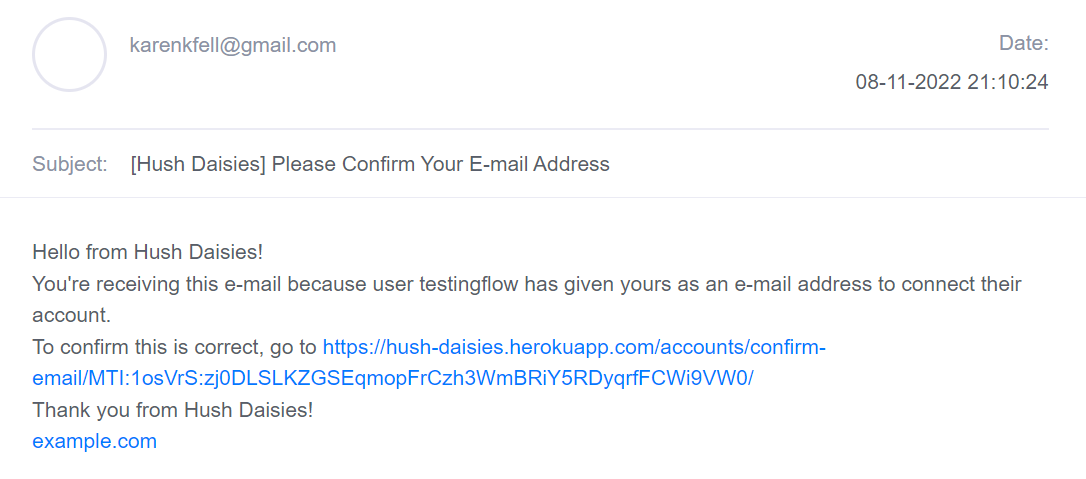 karenkfell@gmail.com
Date:
08-11-2022 21:10:24
Subject: [Hush Daisies] Please Confirm Your E-mail Address
Hello from Hush Daisies!
You're receiving this e-mail because user testingflow has given yours as an e-mail address to connect their
account.
To confirm this is correct, go to https://hush-daisies.herokuapp.com/accounts/confirm-
email/MTI:1osVrS:zj0DLSLKZGSEqmopFrCzh3WmBRiY5RDyqrfFCWi9VW0/
Thank you from Hush Daisies!
example.com